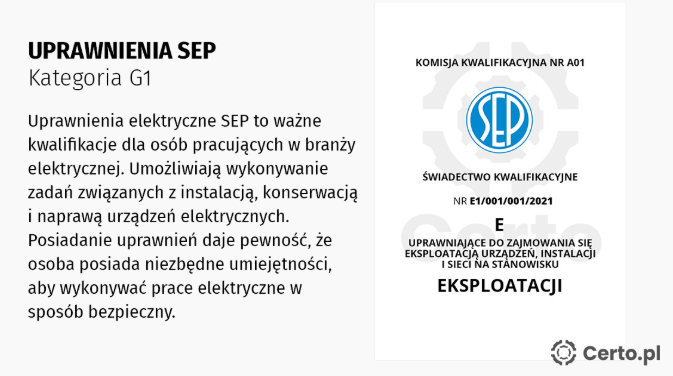 UPRAWNIENIA SEP
Kategoria G1
Uprawnienia elektryczne SEP to ważne
kwalifikacje dla osób pracujących w branży
elektrycznej. Umożliwiają wykonywanie
zadań związanych z instalacją, konserwacją
i naprawą urządzeń elektrycznych.
Posiadanie uprawnień daje pewność, że
osoba posiada niezbędne umiejętności,
aby wykonywać prace elektryczne w
sposób bezpieczny.
KOMISJA KWALIFIKACYJNA NR A01
SEP
ŚWIADECTWO KWALIFIKACYJNE
NR E1/001/001/2021
Certo
E
UPRAWNIAJĄCE DO ZAJMOWANIA SIĘ
EKSPLOATACJĄ URZĄDZEŃ, INSTALACJI
I SIECI NA STANOWISKU
EKSPLOATACJI
Certo.pl